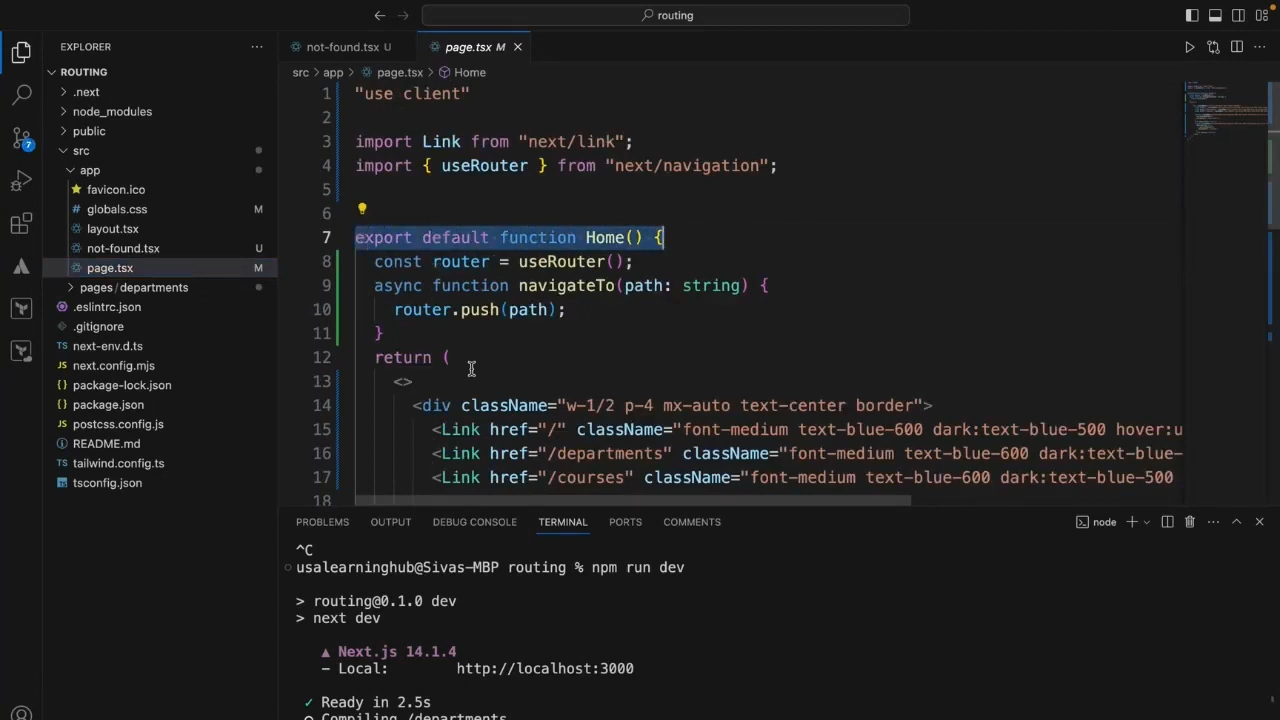 routing
EXPLORER
ROUTING
.next
node_modules
public
src
app
favicon.ico
globals.css M
layout.tsx
not-found.tsx U
page.tsx M
pages/departments
.eslintrc.json
.gitignore
TS next-env.d.ts
JS next.config.mjs
{} package-lock.json
{} package.json
JS postcss.config.js
README.md
TS tailwind.config.ts
tsconfig.json
7
not-found.tsx U
page.tsx M
src > app > page.tsx > Home
1 "use client"
2
3 import Link from "next/link";
4 import { useRouter } from "next/navigation";
5
6
7 export default function Home() {
8 const router = useRouter();
9 async function navigateTo(path: string) {
10 router.push(path);
11 }
12 return (
13 <>
14 <div className="w-1/2 p-4 mx-auto text-center border">
15 <Link href="/" className="font-medium text-blue-600 dark:text-blue-500 hover:u
16 <Link href="/departments" className="font-medium text-blue-600 dark:text-blue-
17 <Link href="/courses" className="font-medium text-blue-600 dark:text-blue-500
18
PROBLEMS OUTPUT DEBUG CONSOLE TERMINAL PORTS COMMENTS
node
^C
usalearninghub@Sivas-MBP routing % npm run dev
> routing@0.1.0 dev
> next dev
▲ Next.js 14.1.4
- Local: http://localhost:3000
✓ Ready in 2.5s
○ Compiling /departments